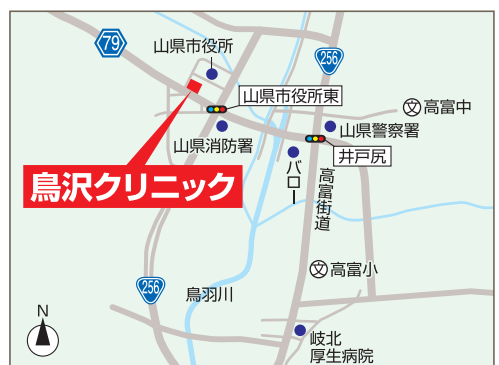 79
山県市役所
256
山県市役所東
文高富中
山県消防署
山県警察署
井戸尻
鳥沢クリニック
バロー
高富街道
文高富小
256
鳥羽川
N
岐北
厚生病院